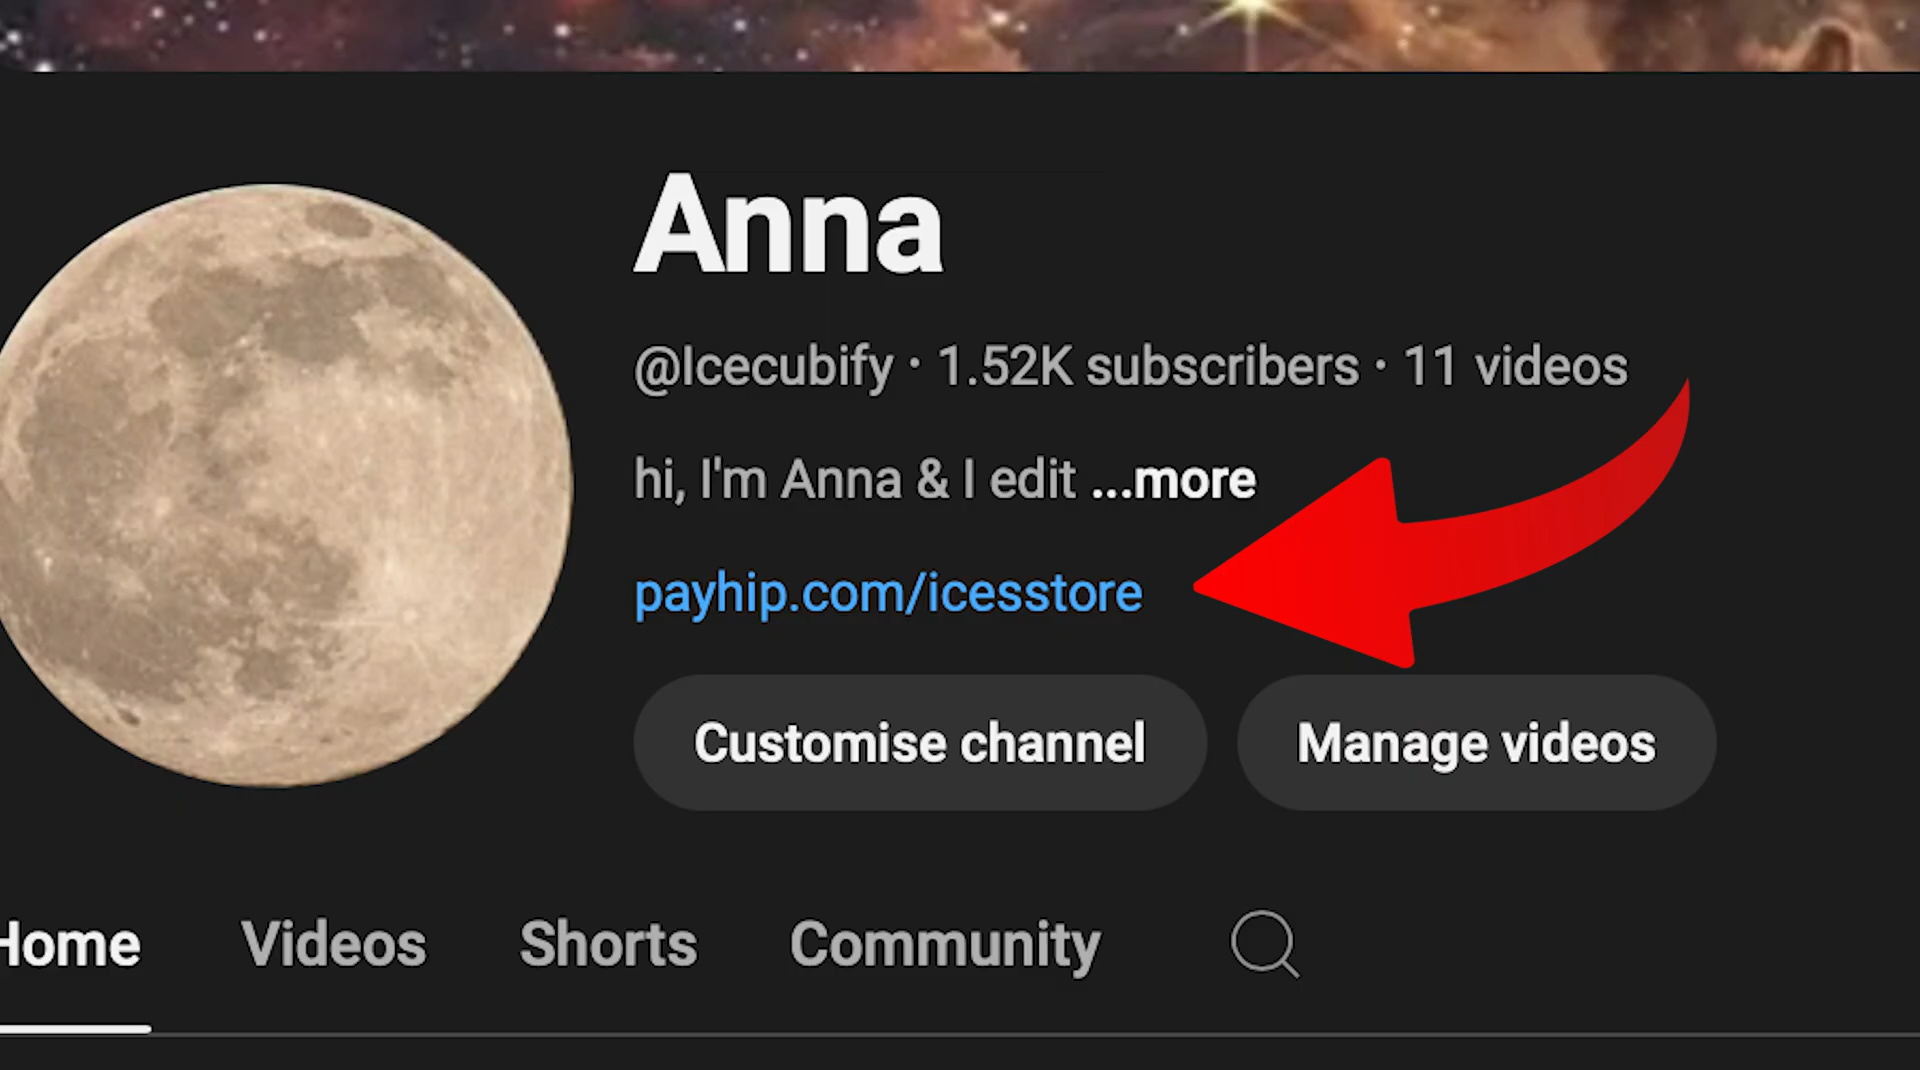 Anna
@Icecubify · 1.52K subscribers · 11 videos
hi, I'm Anna & I edit ...more
payhip.com/icesstore
Customise channel Manage videos
Home Videos Shorts Community